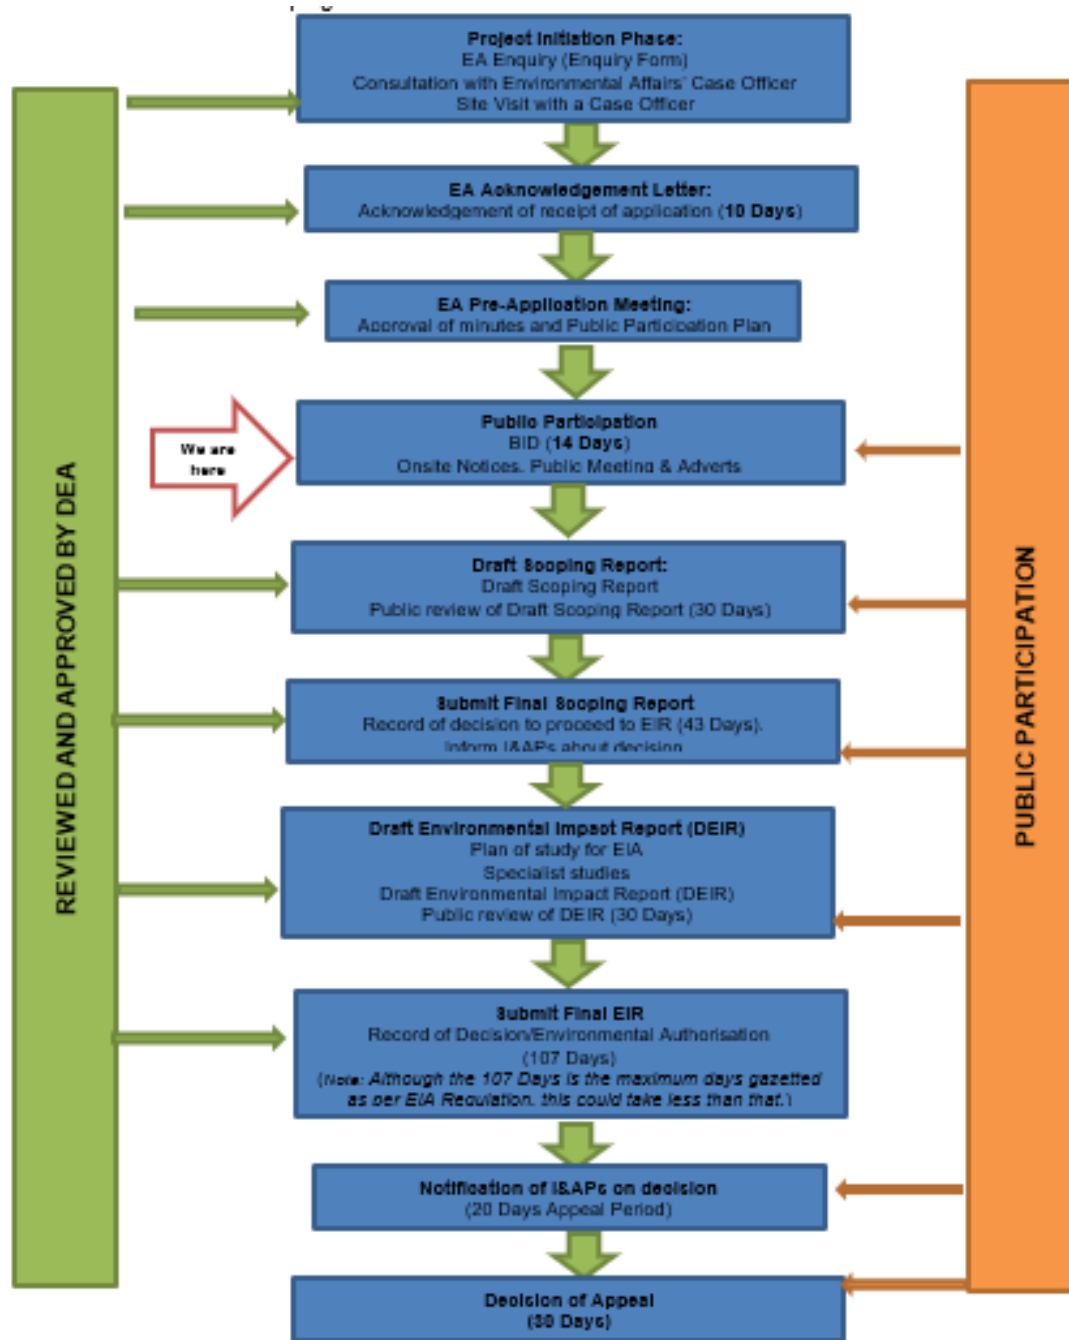 Project Initiation Phase:
EA Enquiry (Enquiry Form)
Consultation with Environmental Affairs' Case Officer
Site Visit with a Case Officer
EA Acknowledgement Letter:
Acknowledgement of receipt of application (10 Days)
EA Pre-Application Meeting:
Approval of minutes and Public Participation Plan
We are
here
Public Participation
BID (14 Days)
Onsite Notices, Public Meeting & Adverts
Draft Scoping Report:
Draft Scoping Report
Public review of Draft Scoping Report (30 Days)
Submit Final Scoping Report
Record of decision to proceed to EIR (43 Days).
Inform I&APs about decision
Draft Environmental Impact Report (DEIR)
Plan of study for EIA
Specialist studies
Draft Environmental Impact Report (DEIR)
Public review of DEIR (30 Days)
Submit Final EIR
Record of Decision/Environmental Authorisation
(107 Days)
(Note: Although the 107 Days is the maximum days gazetted
as per EIA Regulation, this could take less than that.)
Notification of I&APs on decision
(20 Days Appeal Period)
Decision of Appeal
(30 Days)
REVIEWED AND APPROVED BY DEA
PUBLIC PARTICIPATION